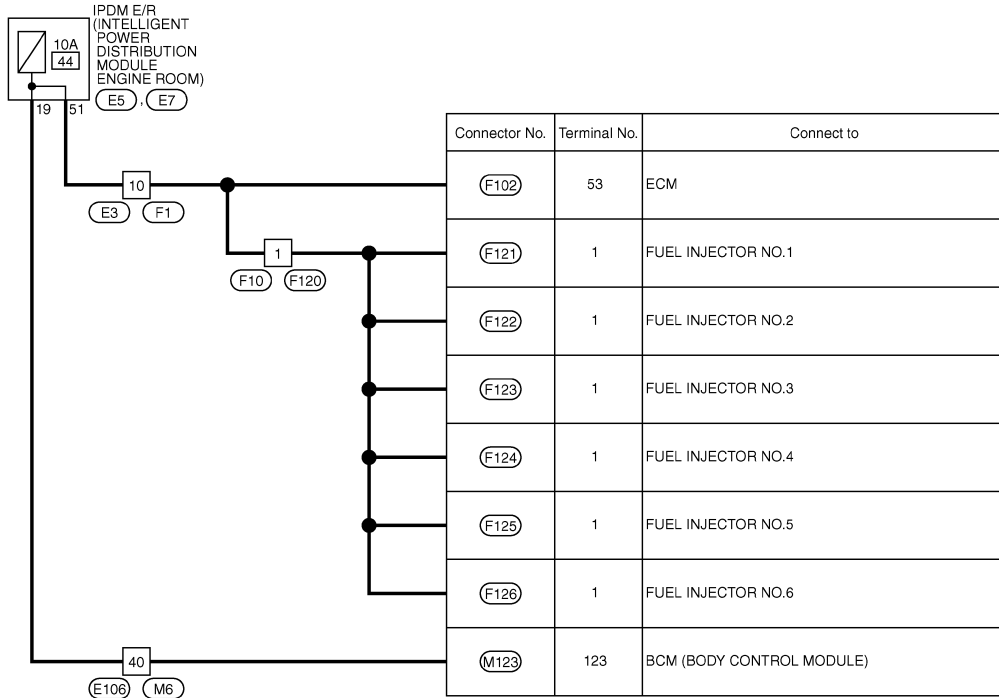 IPDM E/R
(INTELLIGENT
POWER
DISTRIBUTION
MODULE
ENGINE ROOM)
10A
44
E5 , E7
19 51
Connector No. Terminal No. Connect to
10
E3 F1
F102 53 ECM
1
F10 F120
F121 1 FUEL INJECTOR NO.1
F122 1 FUEL INJECTOR NO.2
F123 1 FUEL INJECTOR NO.3
F124 1 FUEL INJECTOR NO.4
F125 1 FUEL INJECTOR NO.5
F126 1 FUEL INJECTOR NO.6
40
E106 M6
M123 123 BCM (BODY CONTROL MODULE)